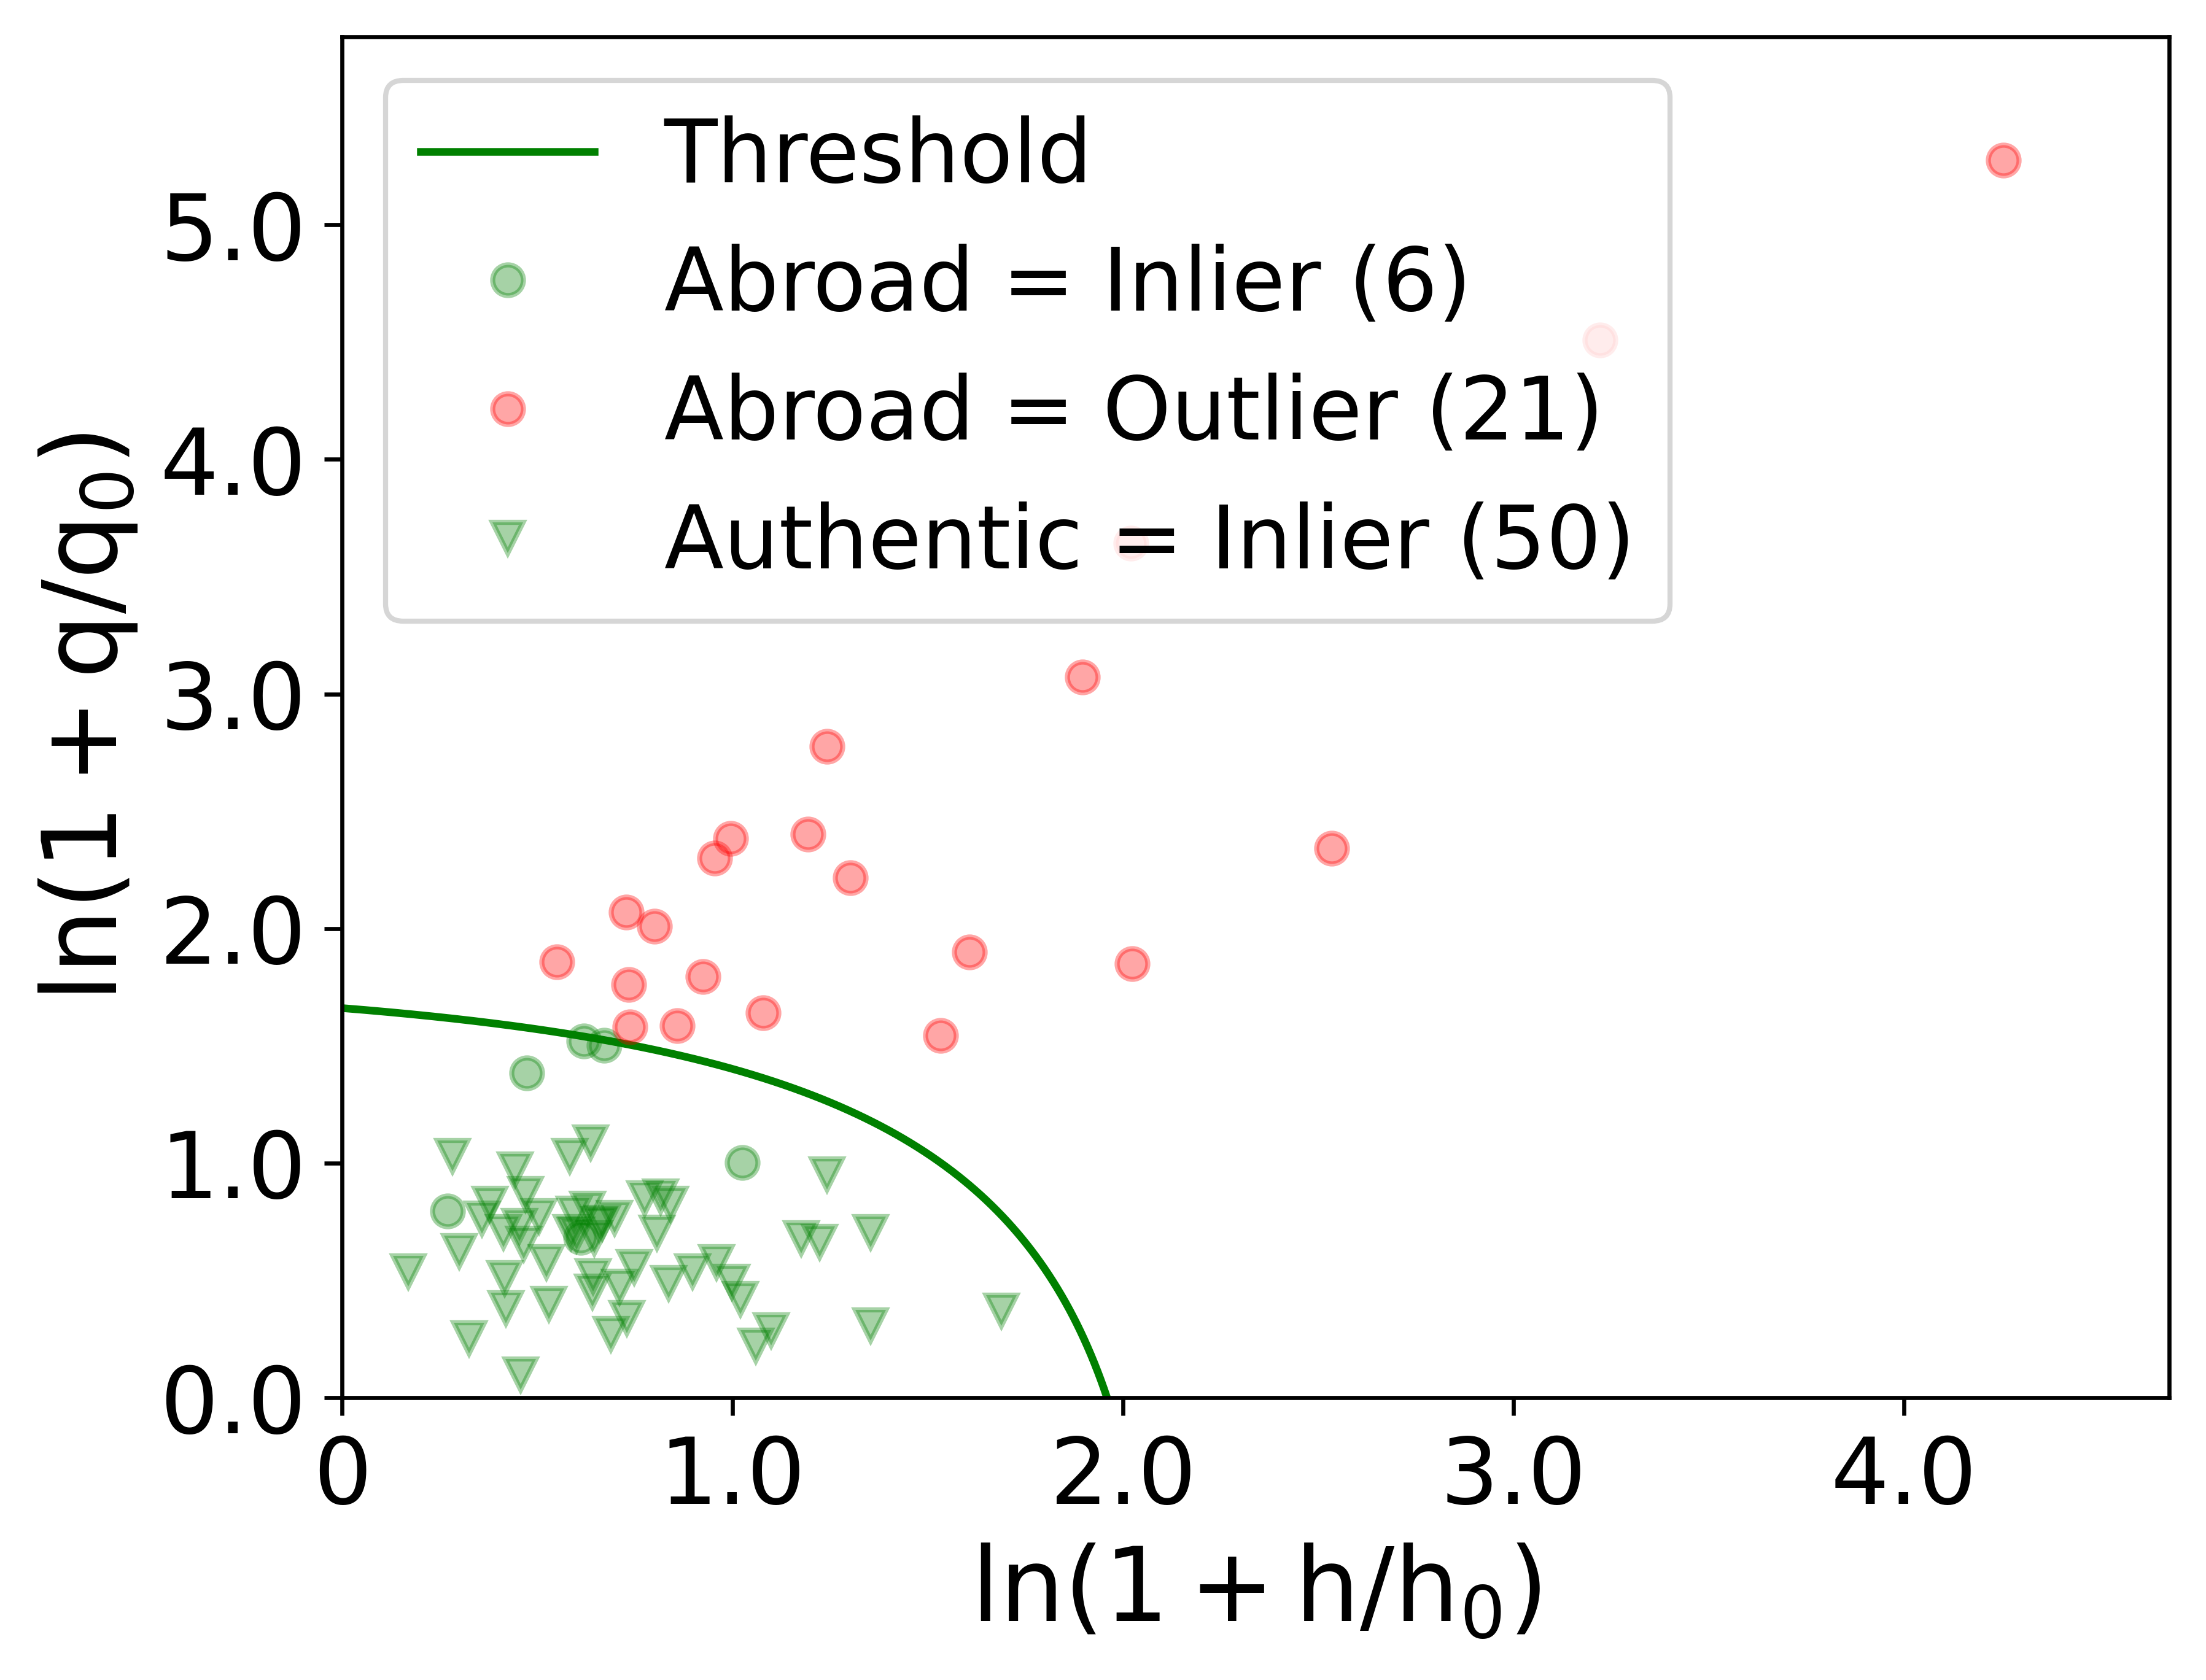 Threshold
Abroad = Inlier (6)
Abroad = Outlier (21)
Authentic = Inlier (50)
5.0
4.0
3.0
2.0
1.0
0.0
ln(1 + q/q₀)
0 1.0 2.0 3.0 4.0
ln(1 + h/h₀)